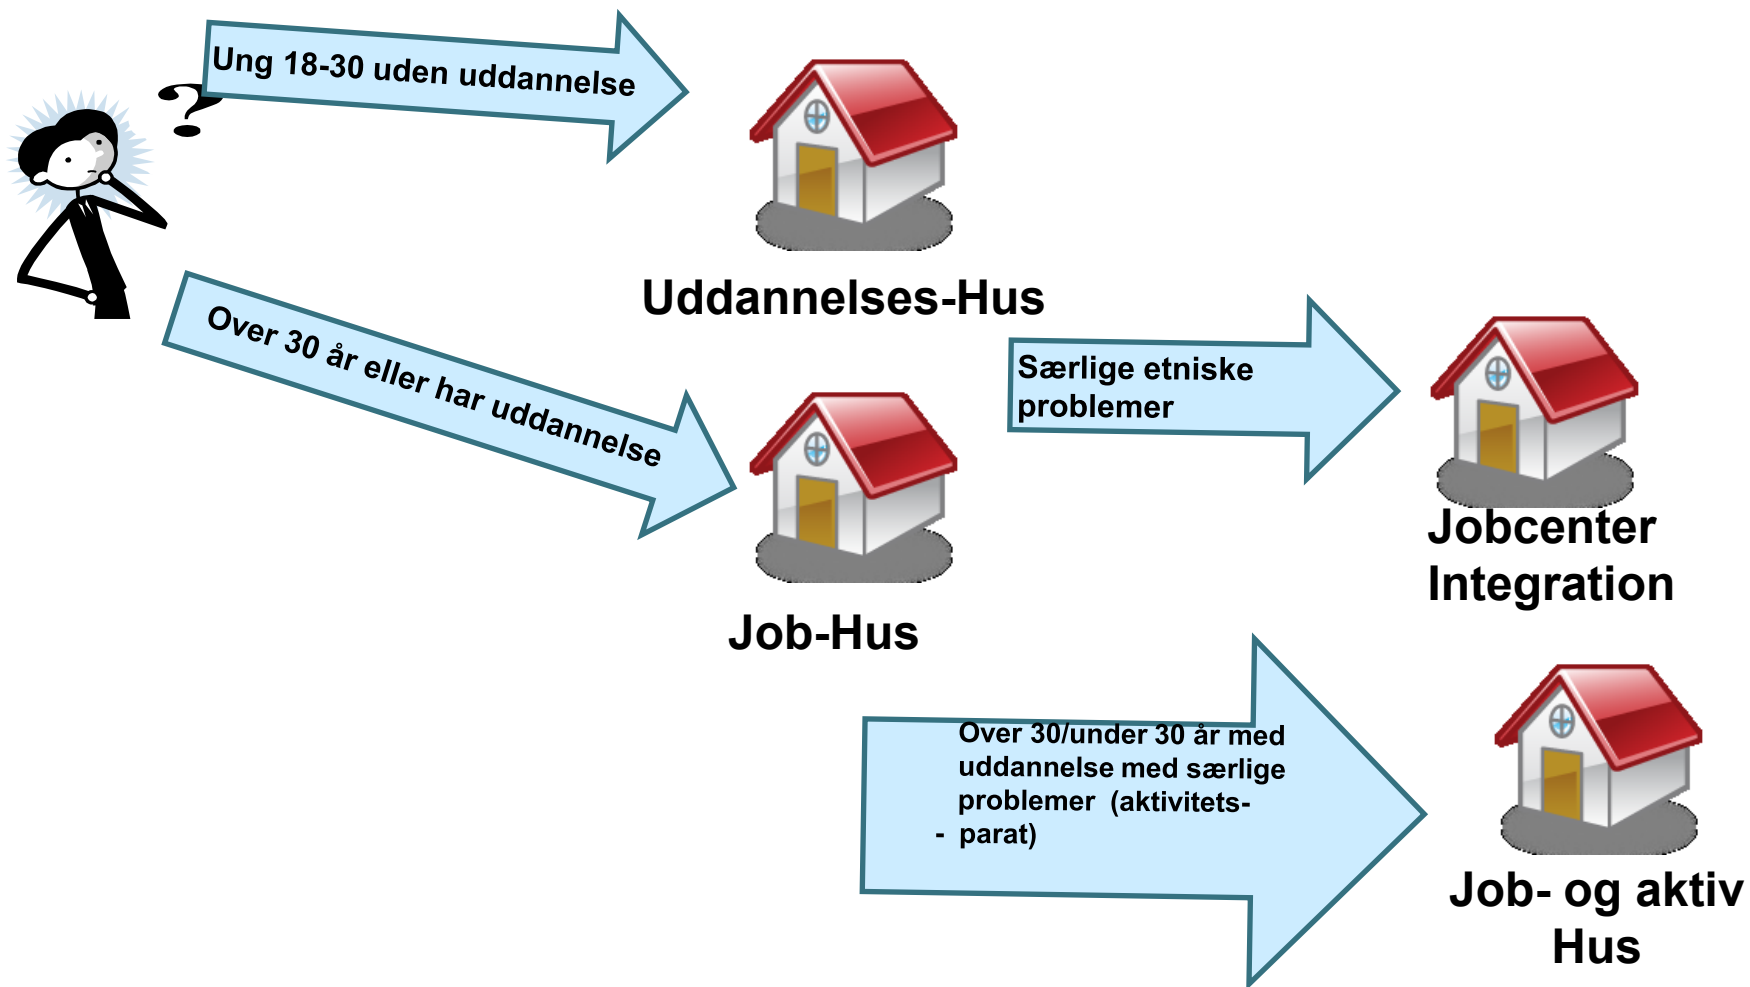 ?
Ung 18-30 uden uddannelse
Uddannelses-Hus
Over 30 år eller har uddannelse
Særlige etniske
problemer
Jobcenter
Integration
Job-Hus
Over 30/under 30 år med
uddannelse med særlige
problemer (aktivitets-
- parat)
Job- og aktiv
Hus